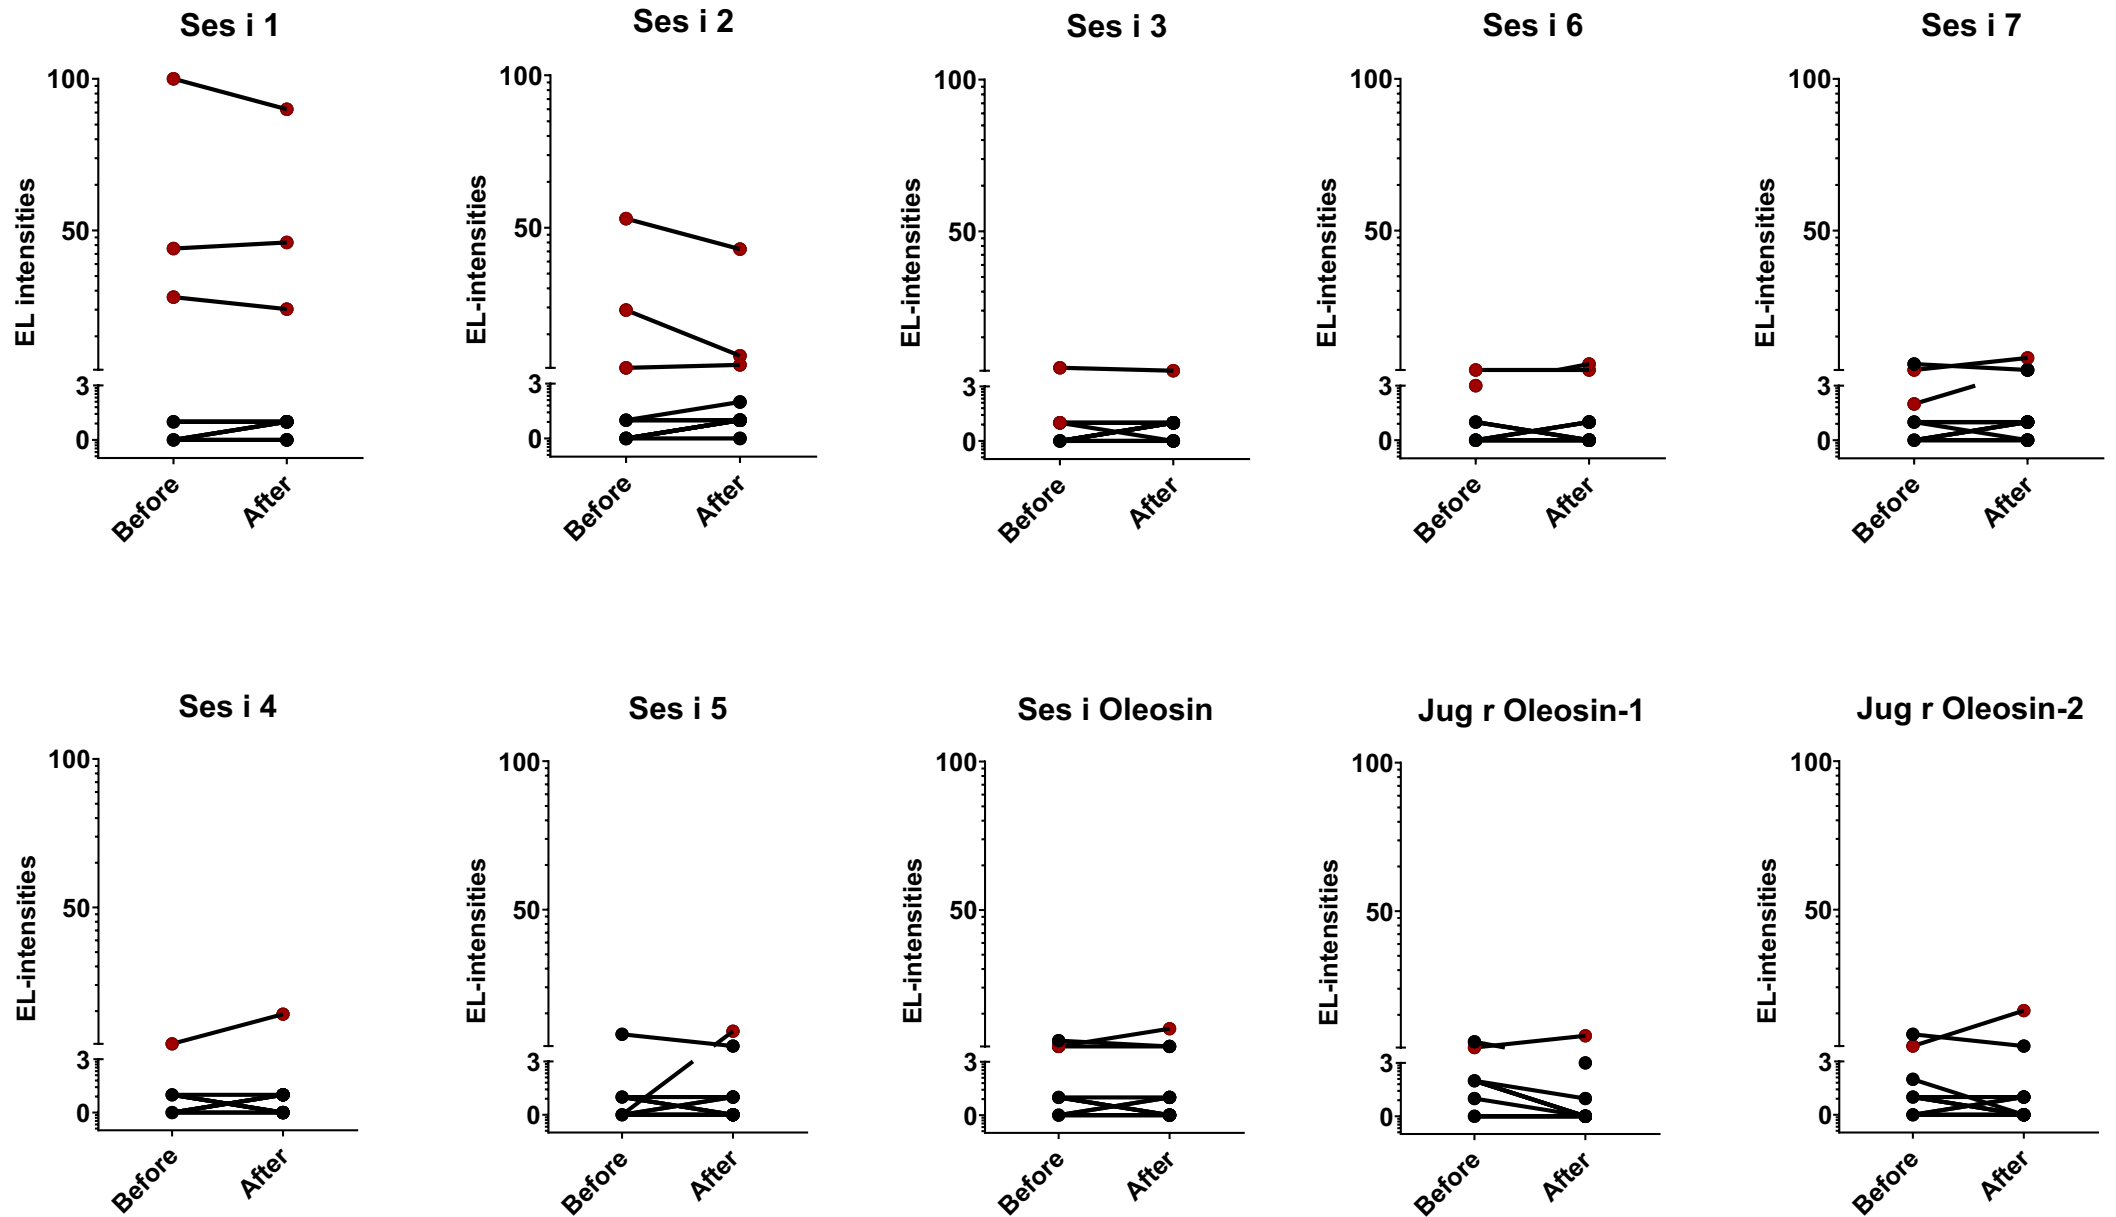 Ses i 1
EL intensities
100
50
3
0
Before
After
Ses i 2
EL-intensities
100
50
3
0
Before
After
Ses i 3
EL-intensities
100
50
3
0
Before
After
Ses i 6
EL-intensities
100
50
3
0
Before
After
Ses i 7
EL-intensities
100
50
3
0
Before
After
Ses i 4
EL-intensities
100
50
3
0
Before
After
Ses i 5
EL-intensities
100
50
3
0
Before
After
Ses i Oleosin
EL-intensities
100
50
3
0
Before
After
Jug r Oleosin-1
EL-intensities
100
50
3
0
Before
After
Jug r Oleosin-2
EL-intensities
100
50
3
0
Before
After